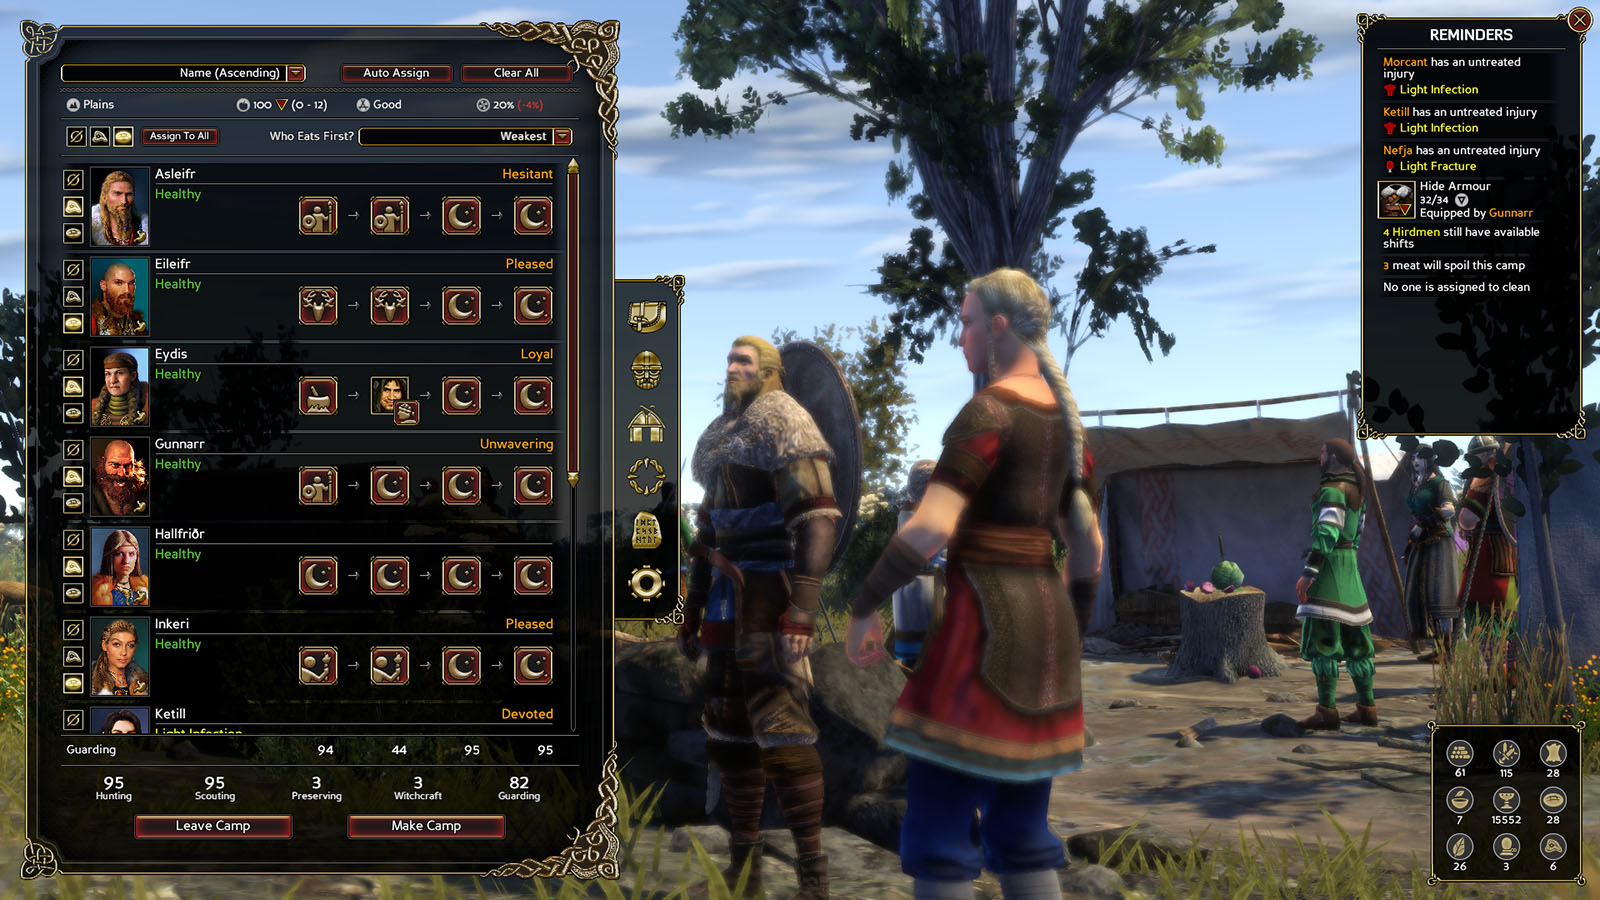 Name (Ascending)
Auto Assign
Clear All
Plains
100 (0 - 12)
Good
20% (-4%)
Assign To All
Who Eats First?
Weakest
Asleifr
Hesitant
Healthy
Eileifr
Pleased
Healthy
Eydis
Loyal
Healthy
Gunnarr
Unwavering
Healthy
Hallfriðr
Healthy
Inkeri
Pleased
Healthy
Ketill
Devoted
Light Infection
Guarding 94 44 95 95
95 95 3 3 82
Hunting Scouting Preserving Witchcraft Guarding
Leave Camp
Make Camp
REMINDERS
Morcant has an untreated
injury
Light Infection
Ketill has an untreated injury
Light Infection
Nefja has an untreated injury
Light Fracture
Hide Armour
32/34
Equipped by Gunnarr
4 Hirdmen still have available
shifts
3 meat will spoil this camp
No one is assigned to clean
61 115 28
7 15552 28
26 3 6